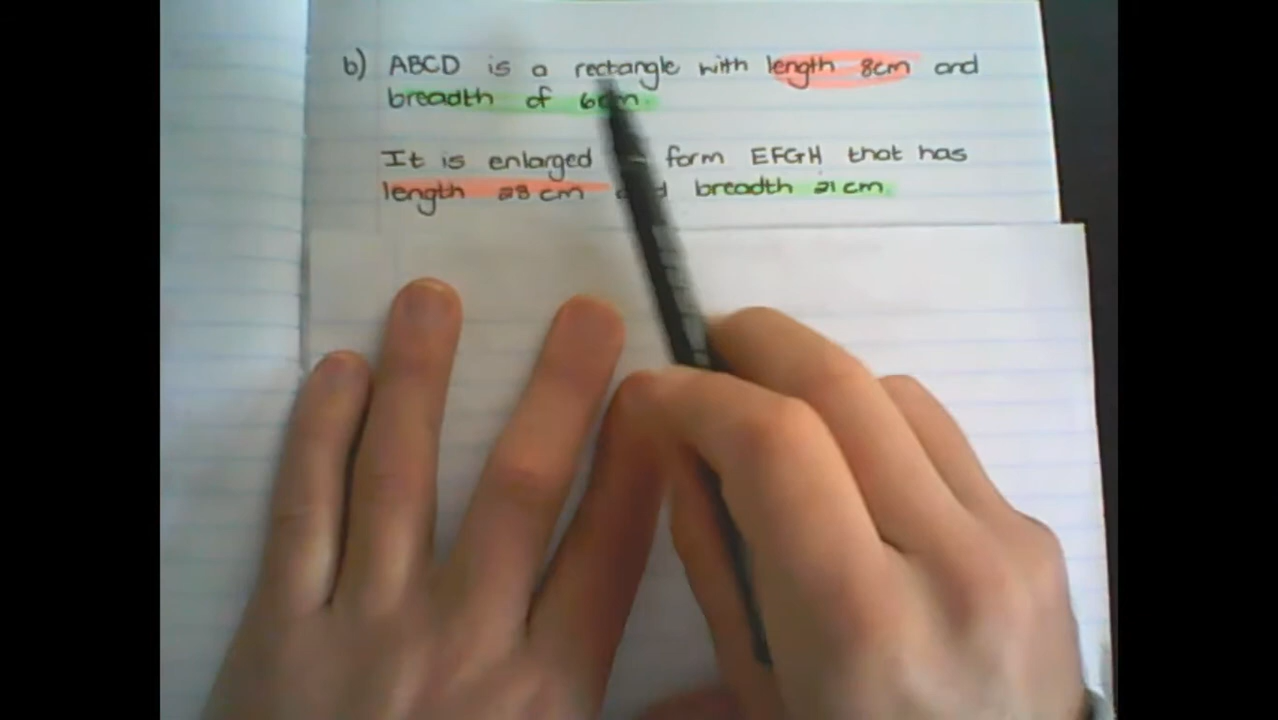 b) ABCD is a rectangle with length 8cm and
breadth of 6cm.
It is enlarged form EFGH that has
length 28 cm breadth 21 cm